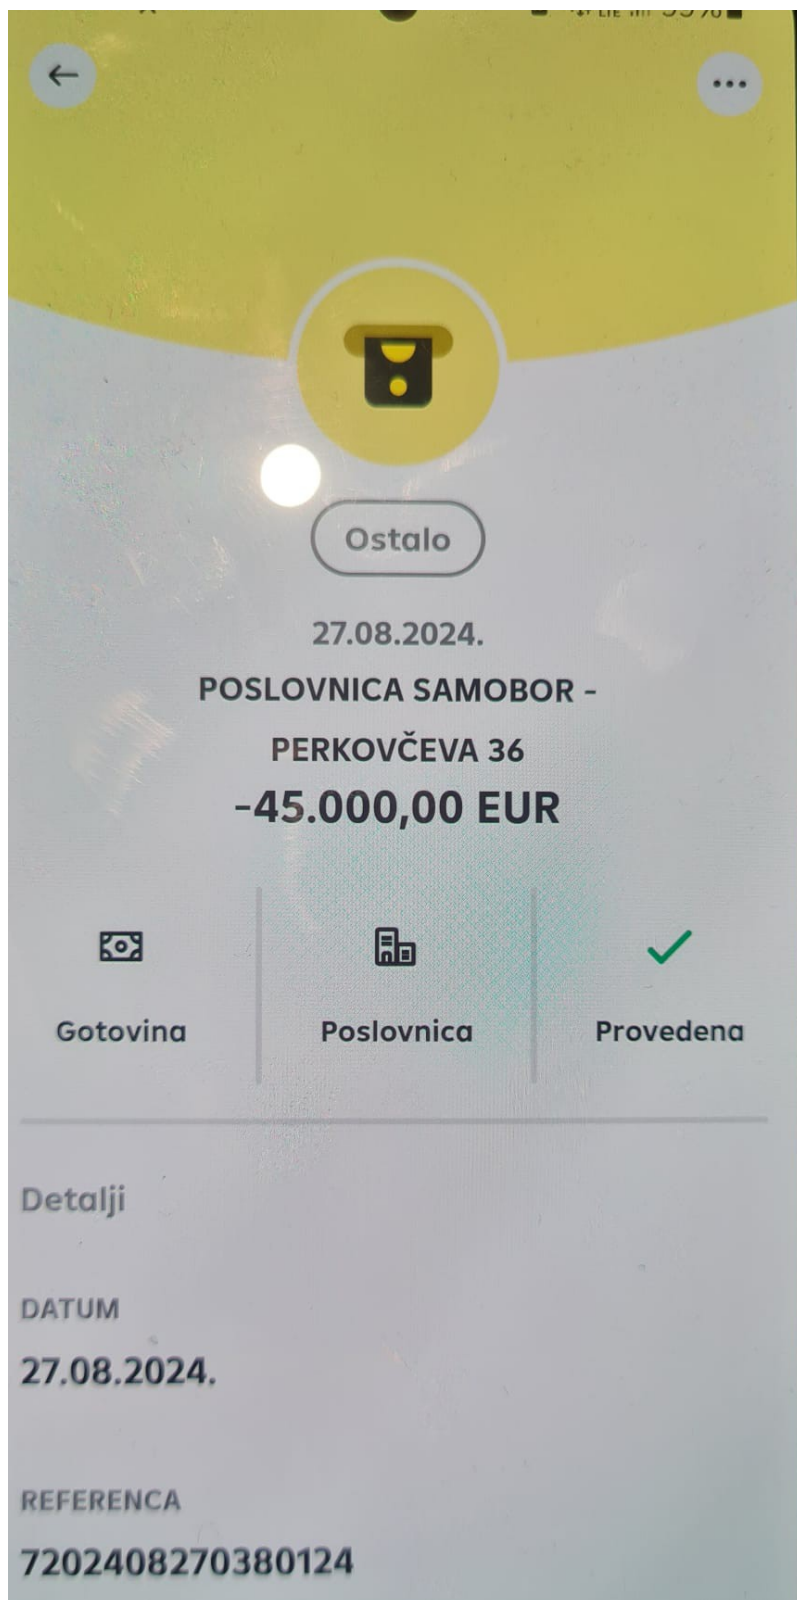 Ostalo
27.08.2024.
POSLOVNICA SAMOBOR -
PERKOVČEVA 36
-45.000,00 EUR
Gotovina
Poslovnica
Provedena
Detalji
DATUM
27.08.2024.
REFERENCA
7202408270380124